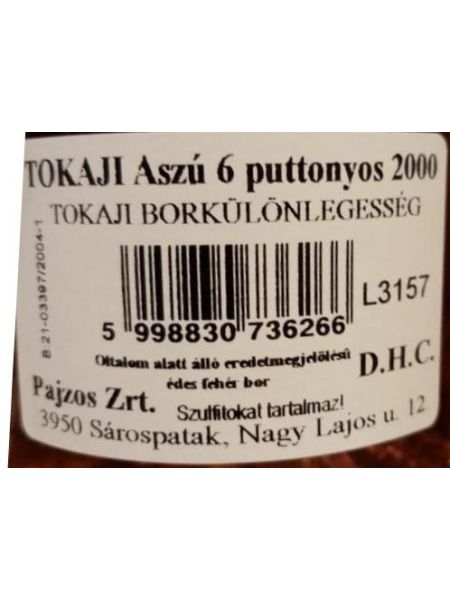 TOKAJI Aszú 6 puttonyos 2000
TOKAJI BORKÜLÖNLEGESSÉG
B:21-03397/2004-1
L3157
5 998830 736266
Oltalom alatt álló eredetmegjelölésű
édes fehér bor
D.H.C.
Pajzos Zrt.
Szulfitokat tartalmaz!
3950 Sárospatak, Nagy Lajos u. 12